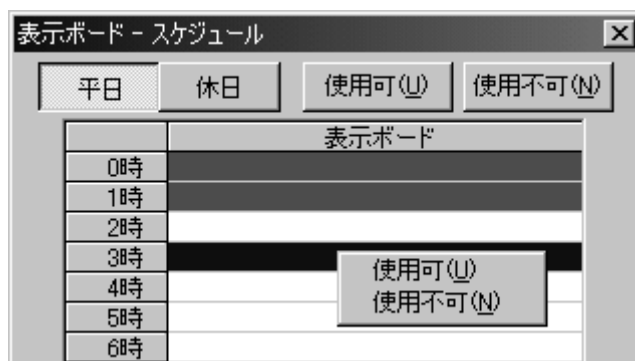 表示ボード - スケジュール
平日 休日 使用可(U) 使用不可(N)
表示ボード
0時
1時
2時
3時
使用可(U)
4時
使用不可(N)
5時
6時